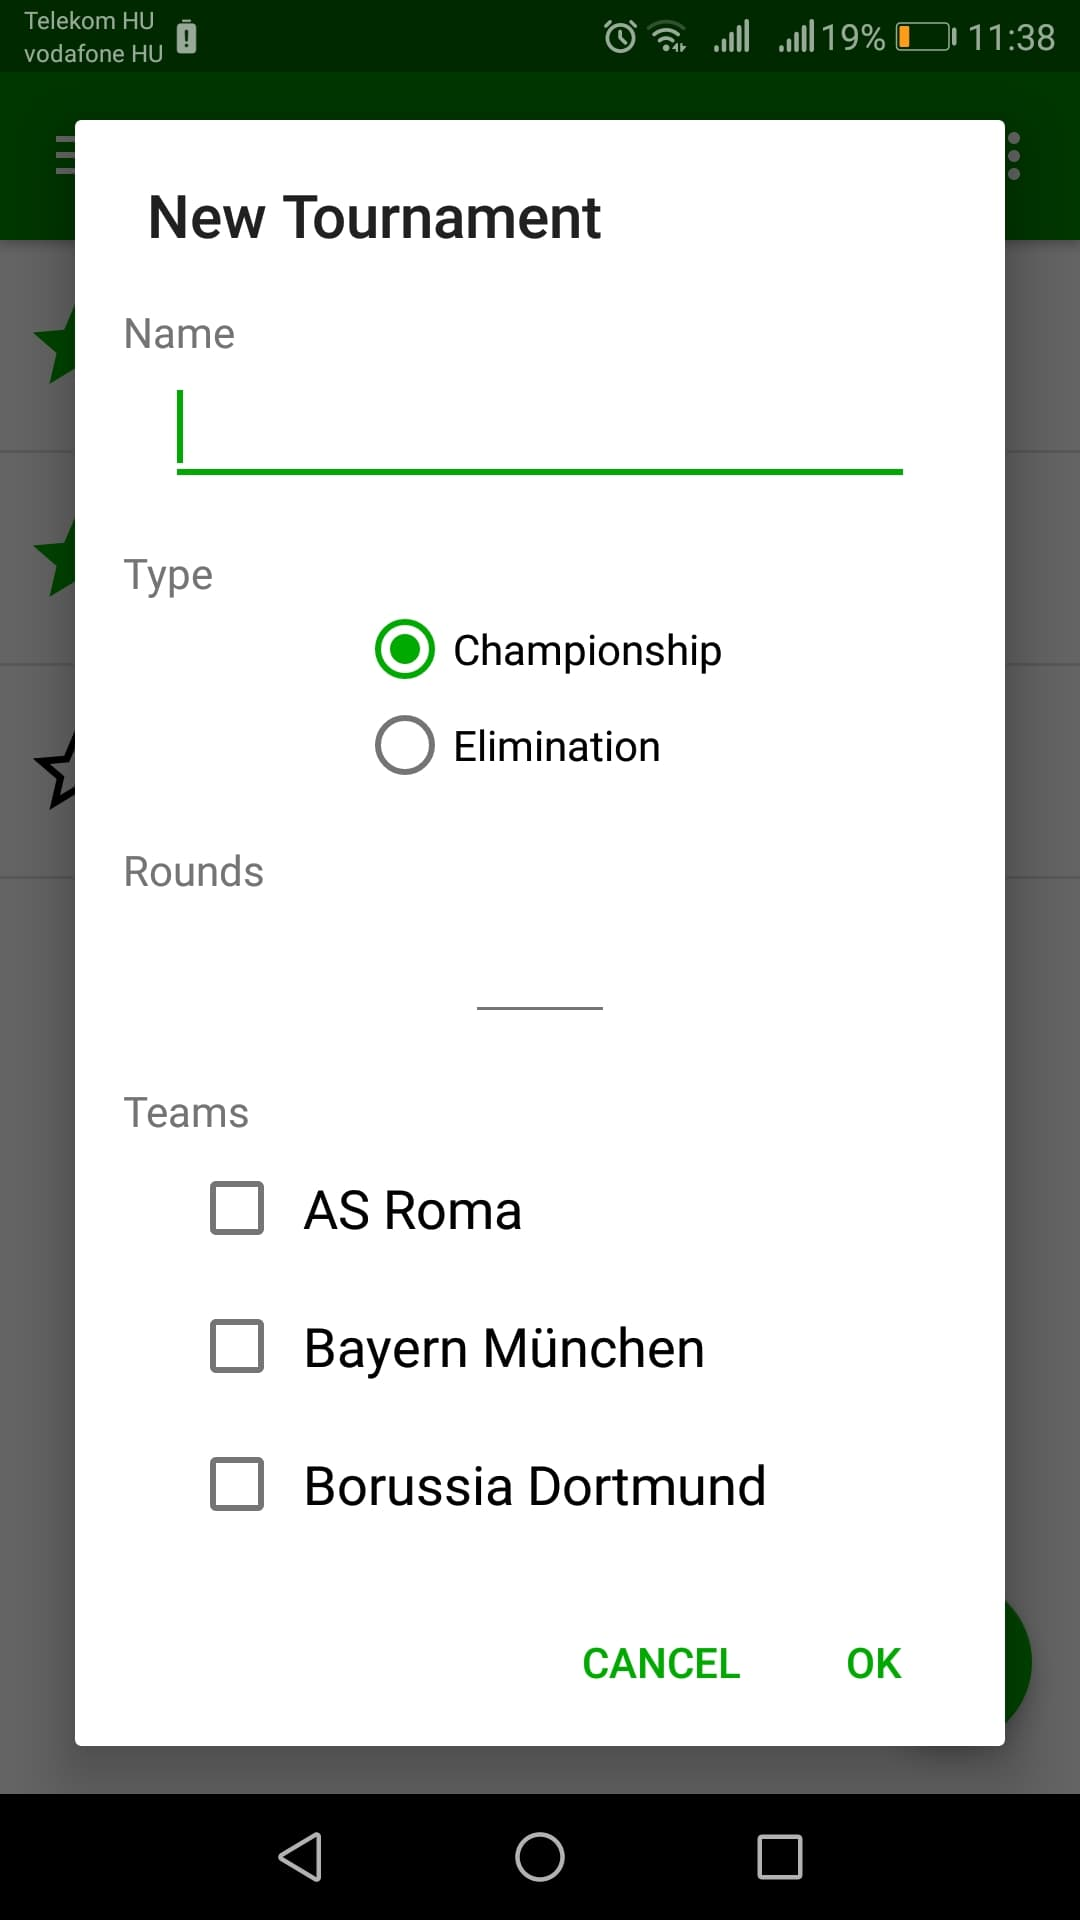 Telekom HU
vodafone HU
19% 11:38
New Tournament
Name
Type
Championship
Elimination
Rounds
Teams
AS Roma
Bayern München
Borussia Dortmund
CANCEL OK